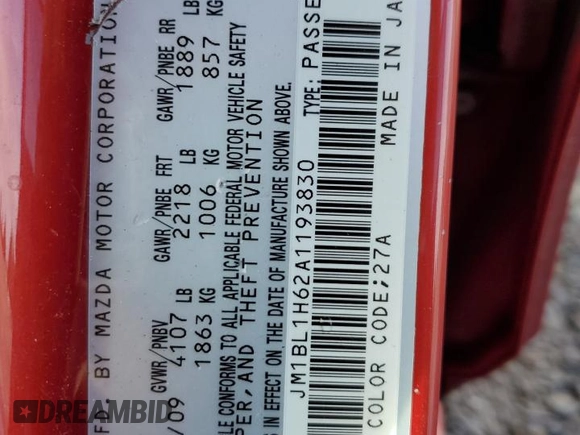 FD. BY MAZDA MOTOR CORPORATION
GVWR/PNBV GAWR/PNBE FRT GAWR/PNBE RR
/09 4107 LB 2218 LB 1889 LB
1863 KG 1006 KG 857 KG
LE CONFORMS TO ALL APPLICABLE FEDERAL MOTOR VEHICLE SAFETY
PER, AND THEFT PREVENTION
ECT ON THE DATE OF MANUFACTURE SHOWN ABOVE.
JM1BL1H62A1193830 TYPE: PASSE
COLOR CODE;27A MADE IN JA
DREAMBID